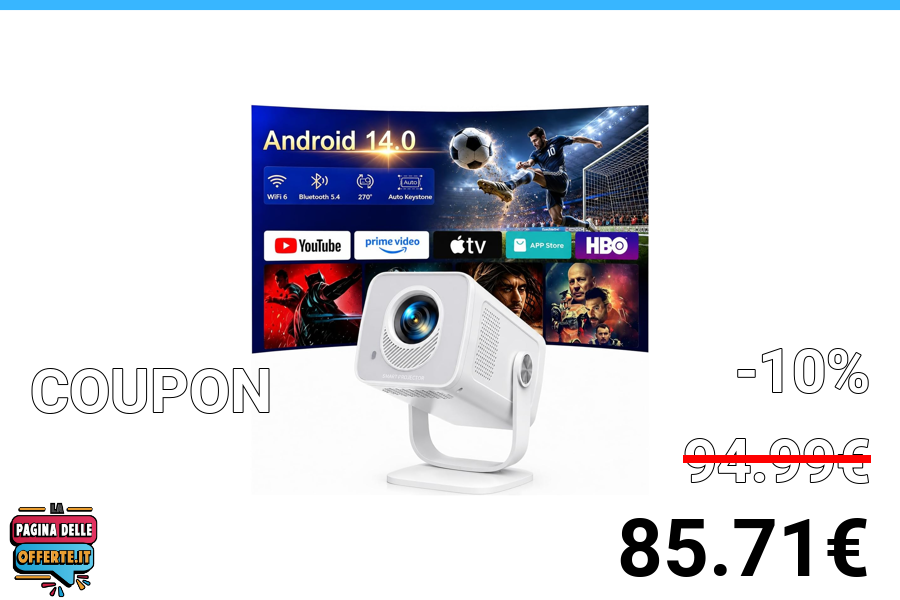 Android 14.0
WiFi 6
Bluetooth 5.4
270°
Auto
Auto Keystone
YouTube
prime video
tv
APP Store
HBO
COUPON
-10%
94.99€
85.71€
LA
PAGINA DELLE
OFFERTE.IT